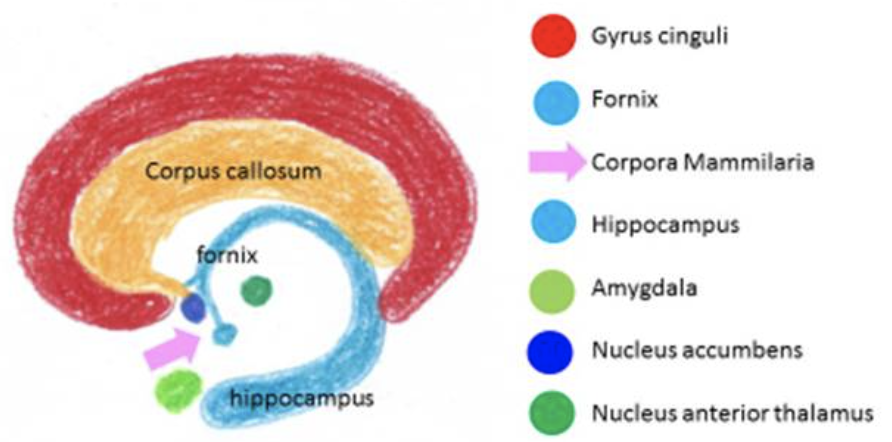 Corpus callosum
fornix
hippocampus
Gyrus cinguli
Fornix
Corpora Mammilaria
Hippocampus
Amygdala
Nucleus accumbens
Nucleus anterior thalamus